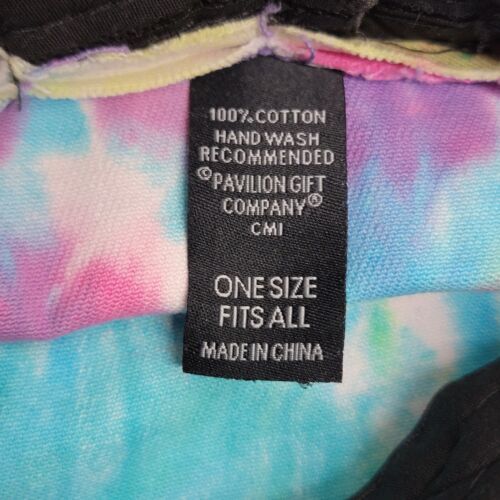 100% COTTON
HAND WASH
RECOMMENDED
©PAVILION GIFT
COMPANY®
CMI
ONE SIZE
FITS ALL
MADE IN CHINA